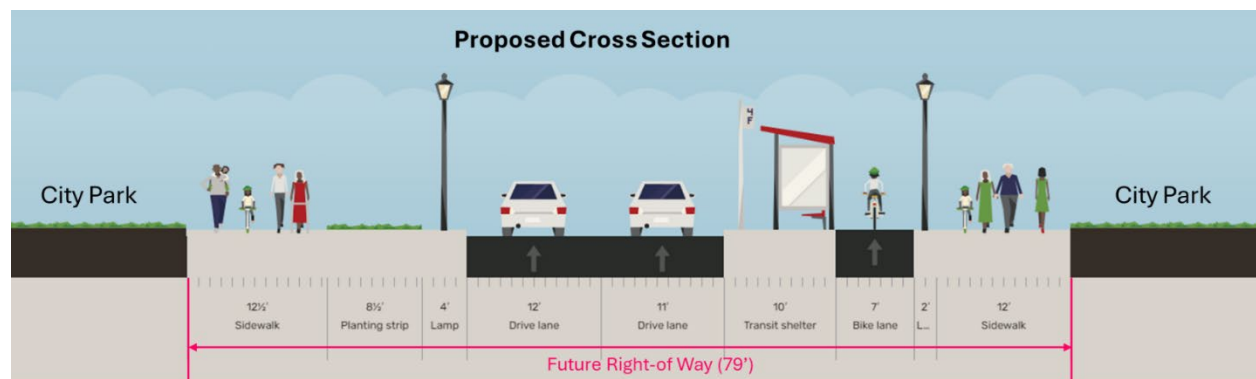 Proposed Cross Section
City Park
City Park
12½' 8½' 4' 12' 11' 10' 7' 2' 12'
Sidewalk Planting strip Lamp Drive lane Drive lane Transit shelter Bike lane L... Sidewalk
Future Right-of Way (79’)